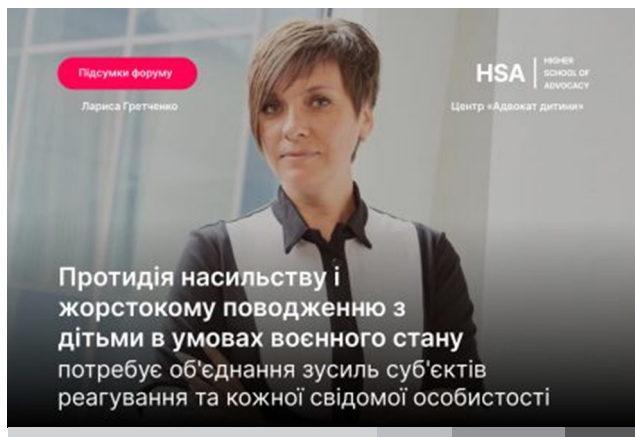 Підсумки форуму
Лариса Гретченко
HSA
HIGHER
SCHOOL OF
ADVOCACY
Центр «Адвокат дитини»
Протидія насильству і
жорстокому поводженню з
дітьми в умовах воєнного стану
потребує об'єднання зусиль суб'єктів
реагування та кожної свідомої особистості